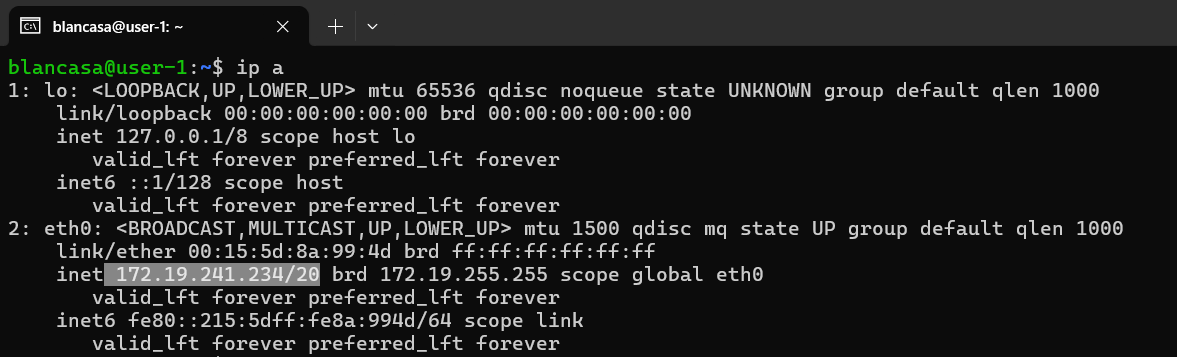 blancasa@user-1: ~
blancasa@user-1:~$ ip a
1: lo: <LOOPBACK,UP,LOWER_UP> mtu 65536 qdisc noqueue state UNKNOWN group default qlen 1000
    link/loopback 00:00:00:00:00:00 brd 00:00:00:00:00:00
    inet 127.0.0.1/8 scope host lo
       valid_lft forever preferred_lft forever
    inet6 ::1/128 scope host
       valid_lft forever preferred_lft forever
2: eth0: <BROADCAST,MULTICAST,UP,LOWER_UP> mtu 1500 qdisc mq state UP group default qlen 1000
    link/ether 00:15:5d:8a:99:4d brd ff:ff:ff:ff:ff:ff
    inet 172.19.241.234/20 brd 172.19.255.255 scope global eth0
       valid_lft forever preferred_lft forever
    inet6 fe80::215:5dff:fe8a:994d/64 scope link
       valid_lft forever preferred_lft forever